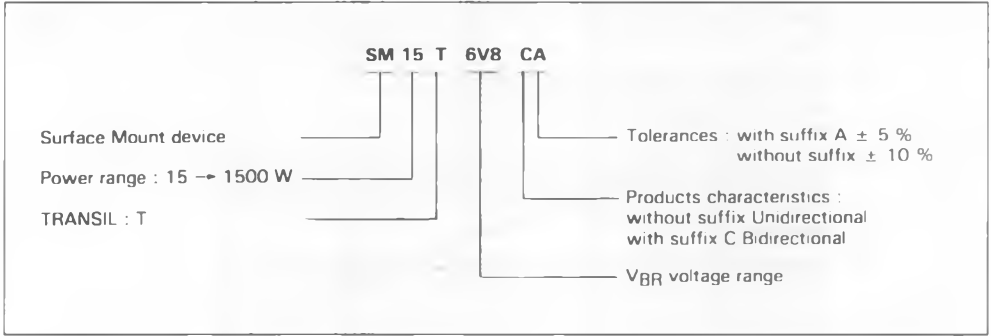 SM 15 T 6V8 CA
Surface Mount device
Power range : 15 → 1500 W
TRANSIL : T
Tolerances : with suffix A ± 5 %
without suffix ± 10 %
Products characteristics :
without suffix Unidirectional
with suffix C Bidirectional
VBR voltage range